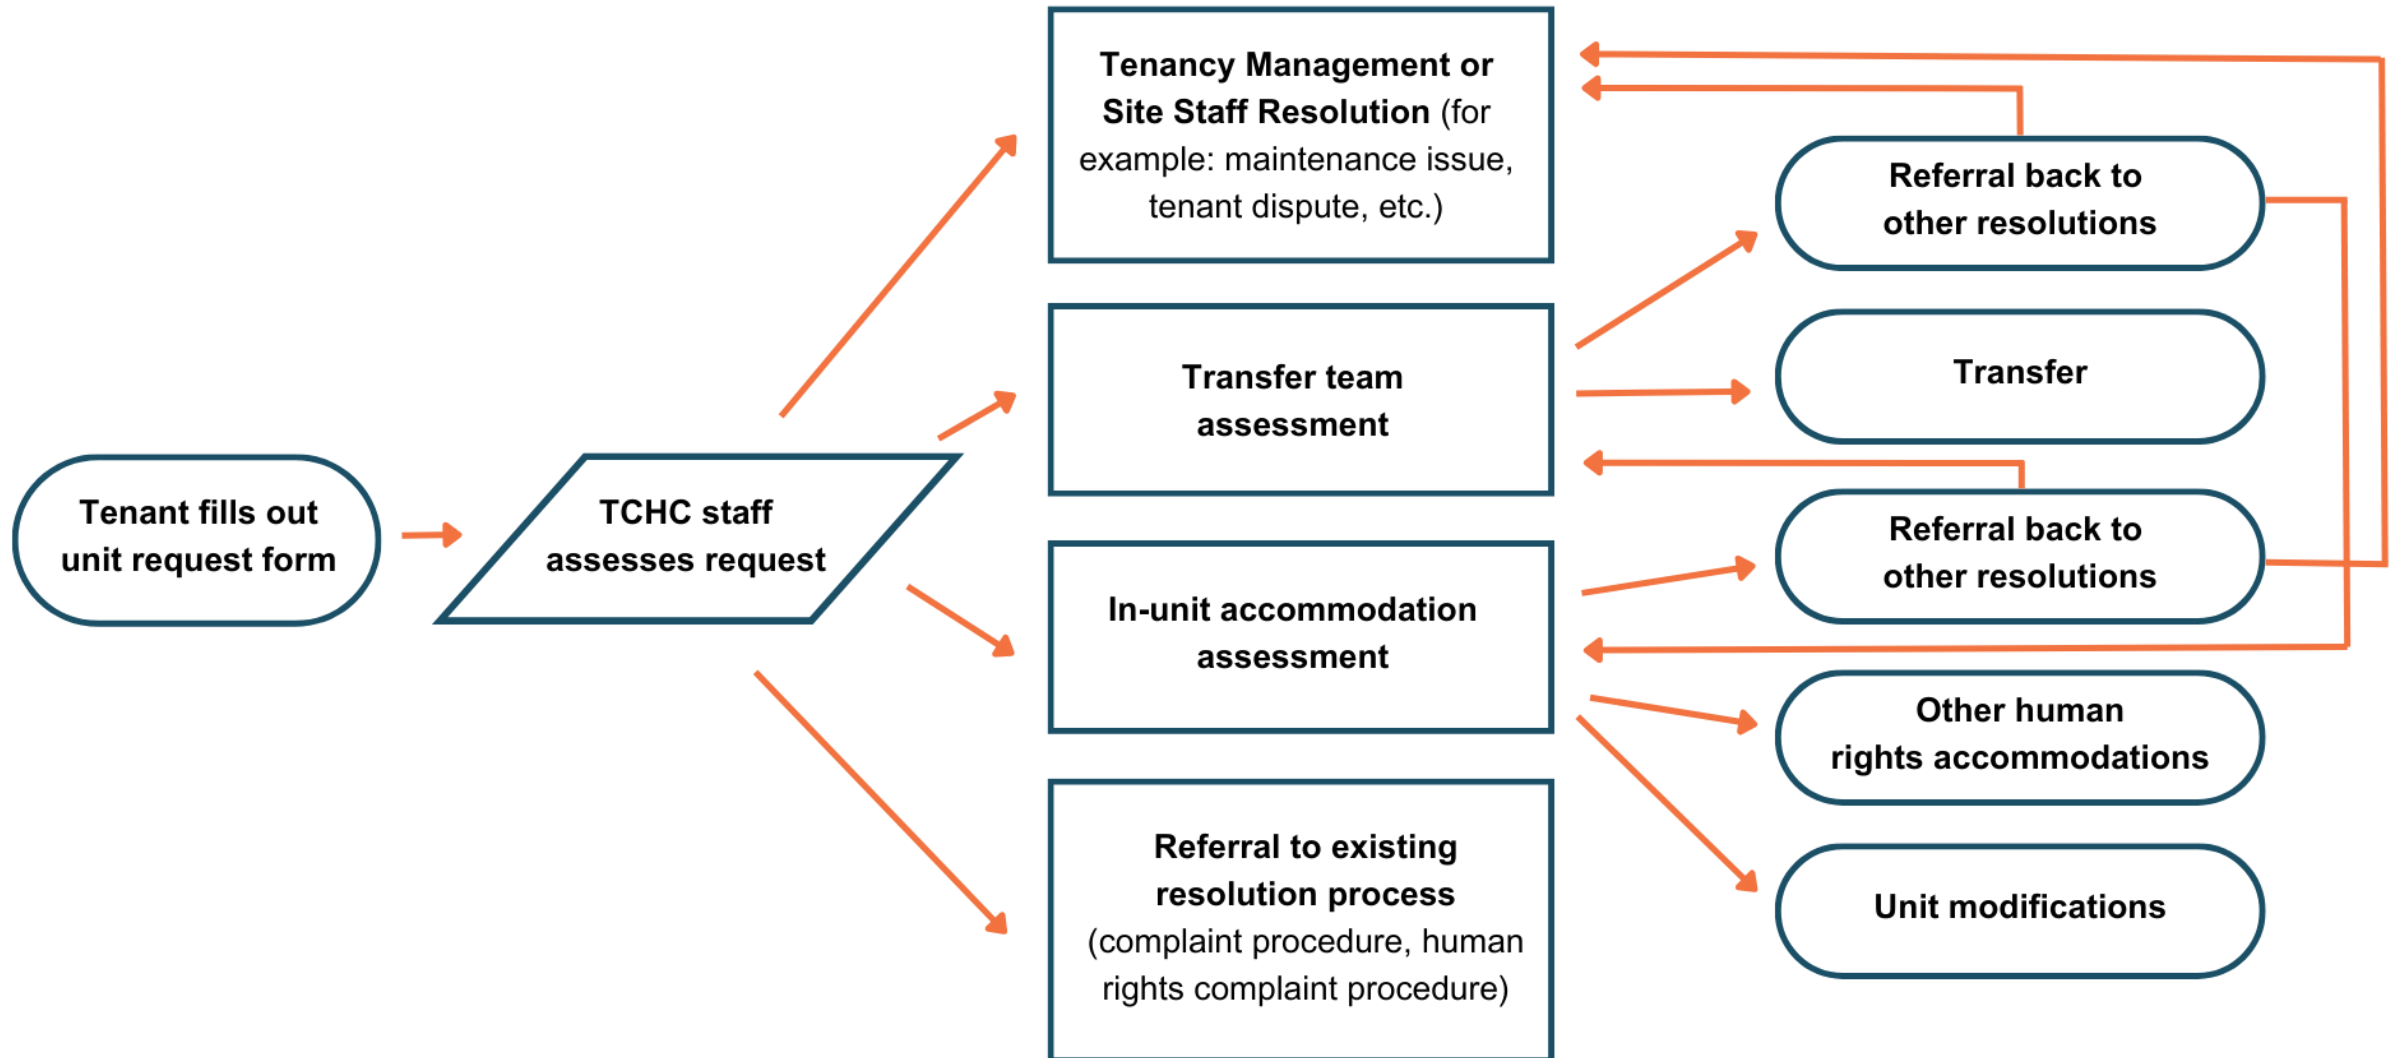 Tenant fills out
unit request form
TCHC staff
assesses request
Tenancy Management or
Site Staff Resolution (for
example: maintenance issue,
tenant dispute, etc.)
Transfer team
assessment
In-unit accommodation
assessment
Referral to existing
resolution process
(complaint procedure, human
rights complaint procedure)
Referral back to
other resolutions
Transfer
Referral back to
other resolutions
Other human
rights accommodations
Unit modifications